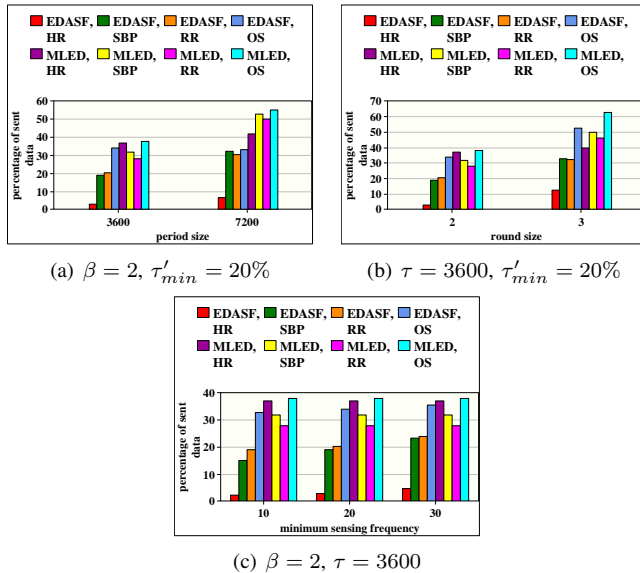 EDASF, HR EDASF, SBP EDASF, RR EDASF, OS
MLED, HR MLED, SBP MLED, RR MLED, OS
percentage of sent data
60
50
40
30
20
10
0
3600 7200
period size
(a) β = 2, τ′min = 20%
EDASF, HR EDASF, SBP EDASF, RR EDASF, OS
MLED, HR MLED, SBP MLED, RR MLED, OS
percentage of sent data
70
60
50
40
30
20
10
0
2 3
round size
(b) τ = 3600, τ′min = 20%
EDASF, HR EDASF, SBP EDASF, RR EDASF, OS
MLED, HR MLED, SBP MLED, RR MLED, OS
percentage of sent data
40
30
20
10
0
10 20 30
minimum sensing frequency
(c) β = 2, τ = 3600